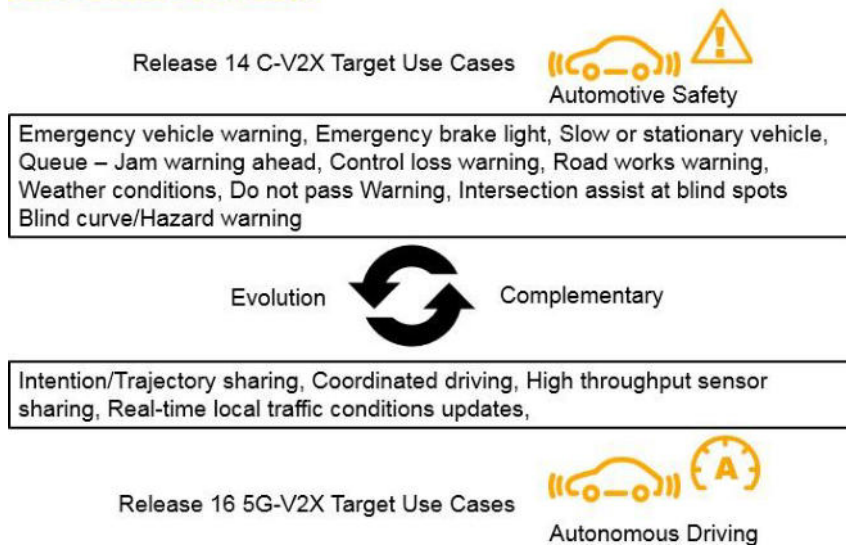 Release 14 C-V2X Target Use Cases
Automotive Safety
Emergency vehicle warning, Emergency brake light, Slow or stationary vehicle,
Queue – Jam warning ahead, Control loss warning, Road works warning,
Weather conditions, Do not pass Warning, Intersection assist at blind spots
Blind curve/Hazard warning
Evolution
Complementary
Intention/Trajectory sharing, Coordinated driving, High throughput sensor
sharing, Real-time local traffic conditions updates,
A
Release 16 5G-V2X Target Use Cases
Autonomous Driving